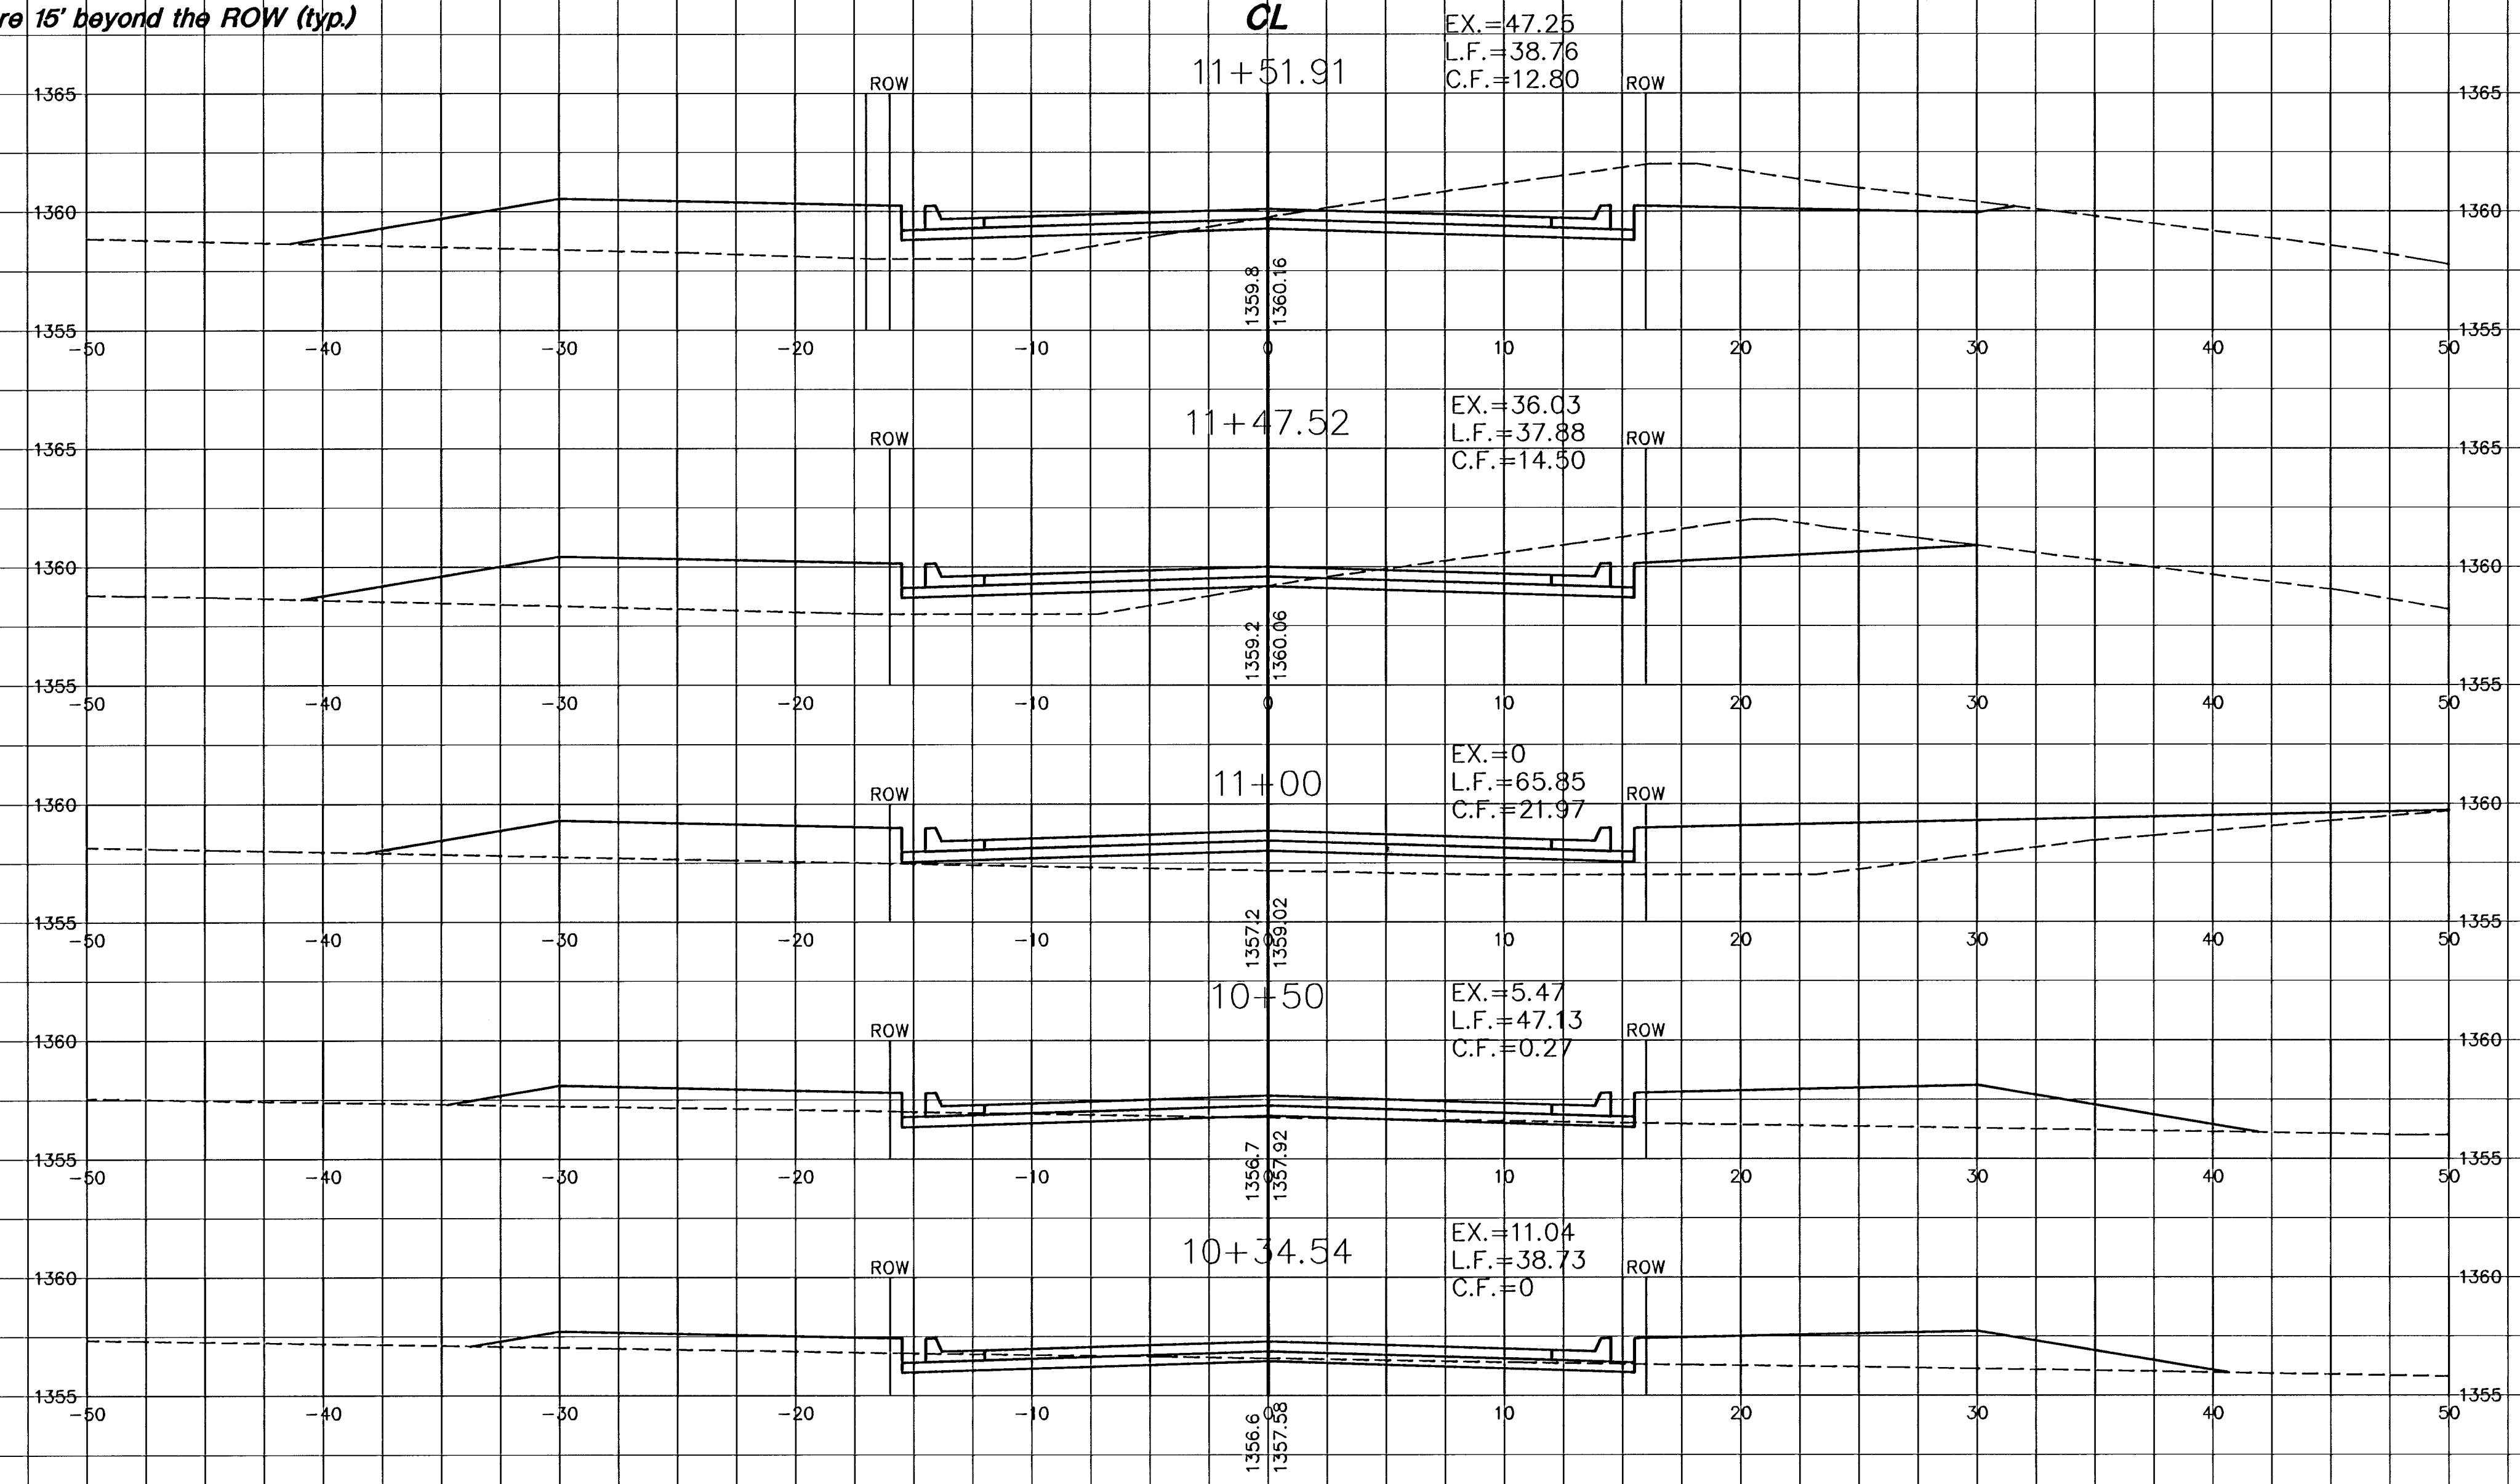 re 15' beyond the ROW (typ.)
CL
11+51.91
EX.=47.25
L.F.=38.76
C.F.=12.80
ROW ROW
1365 1365
1360 1360
1359.8 1360.16
1355 1355
-50 -40 -30 -20 -10 0 10 20 30 40 50
11+47.52
EX.=36.03
L.F.=37.88
C.F.=14.50
ROW ROW
1365 1365
1360 1360
1359.2 1360.06
1355 1355
-50 -40 -30 -20 -10 0 10 20 30 40 50
11+00
EX.=0
L.F.=65.85
C.F.=21.97
ROW ROW
1360 1360
1355 1355
1357.2 1359.02
-50 -40 -30 -20 -10 0 10 20 30 40 50
10+50
EX.=5.47
L.F.=47.13
C.F.=0.27
ROW ROW
1360 1360
1355 1355
1356.7 1357.92
-50 -40 -30 -20 -10 0 10 20 30 40 50
10+34.54
EX.=11.04
L.F.=38.73
C.F.=0
ROW ROW
1360 1360
1355 1355
-50 -40 -30 -20 -10 0 10 20 30 40 50
1356.6 1357.58